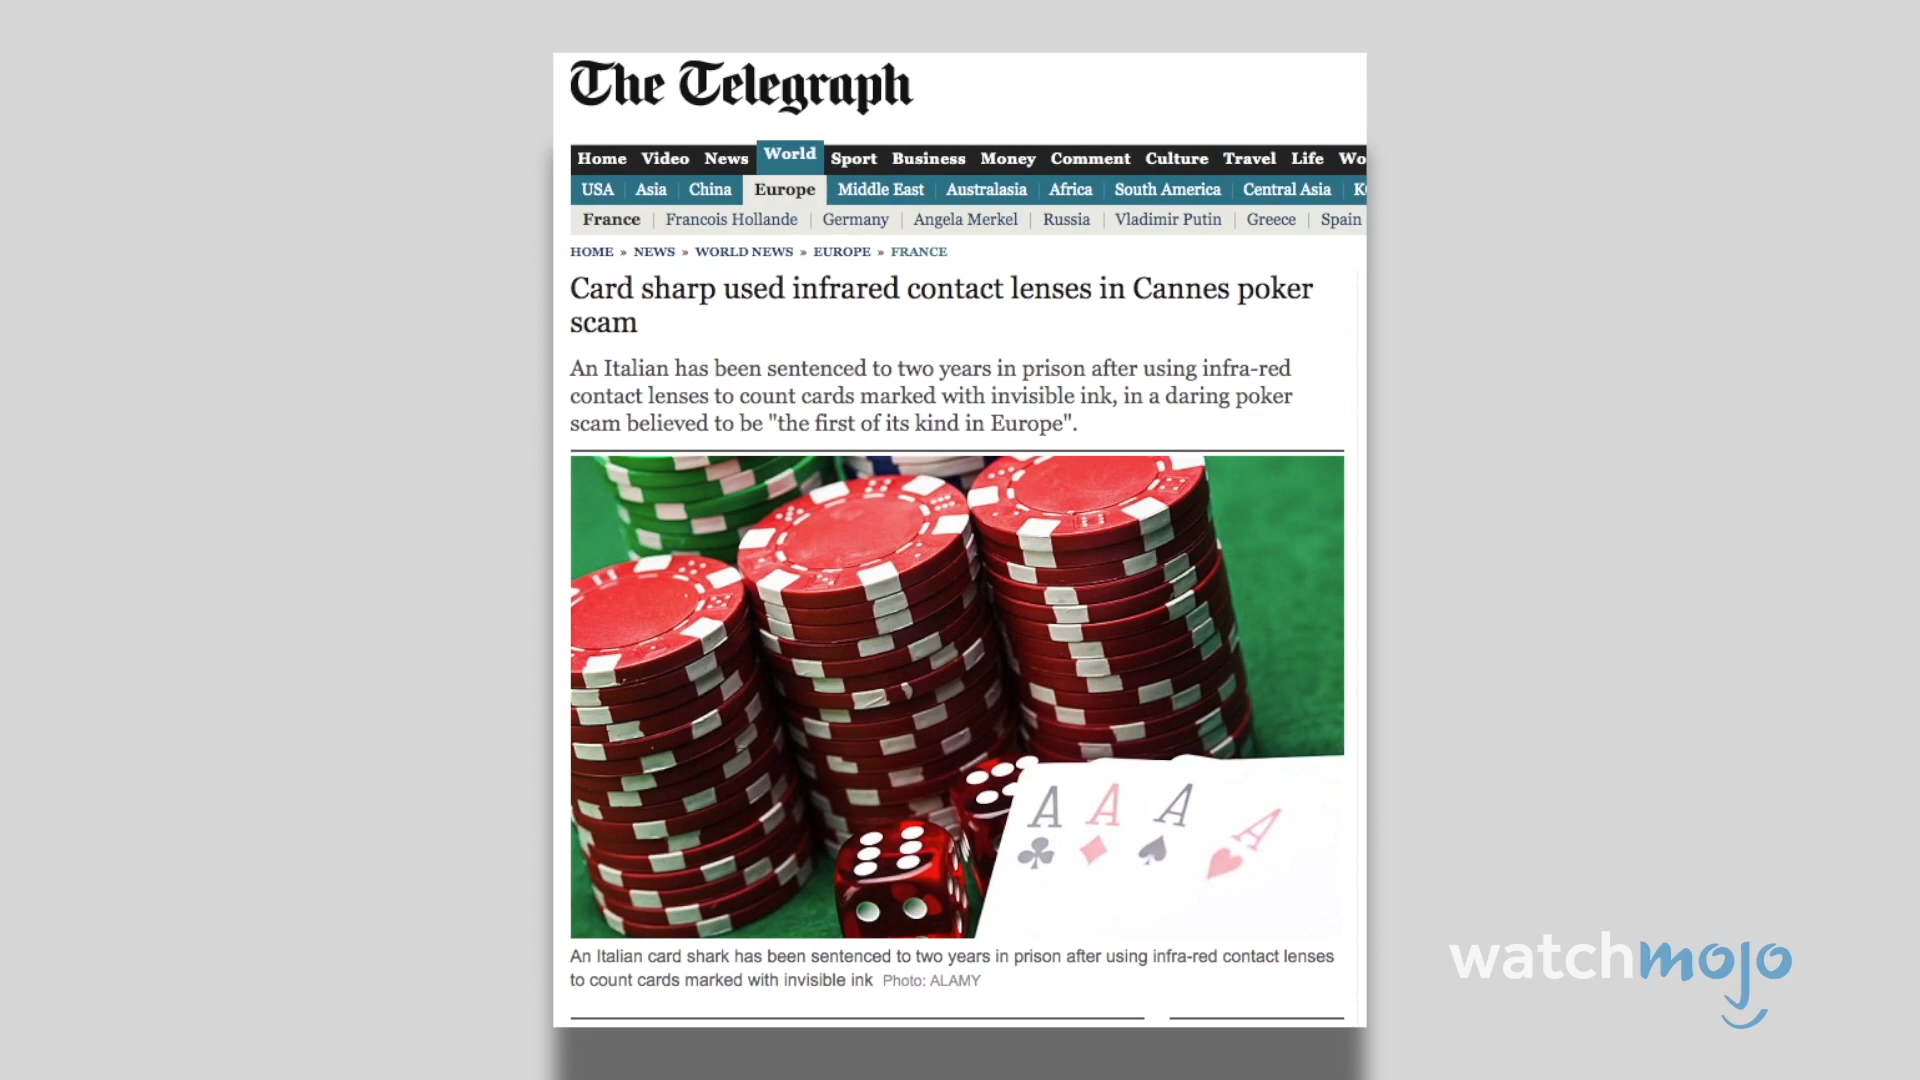 The Telegraph
Home Video News World Sport Business Money Comment Culture Travel Life Wo
USA Asia China Europe Middle East Australasia Africa South America Central Asia K
France Francois Hollande Germany Angela Merkel Russia Vladimir Putin Greece Spain
HOME » NEWS » WORLD NEWS » EUROPE » FRANCE
Card sharp used infrared contact lenses in Cannes poker
scam
An Italian has been sentenced to two years in prison after using infra-red
contact lenses to count cards marked with invisible ink, in a daring poker
scam believed to be "the first of its kind in Europe".
A A A A
An Italian card shark has been sentenced to two years in prison after using infra-red contact lenses
to count cards marked with invisible ink Photo: ALAMY
watchmojo